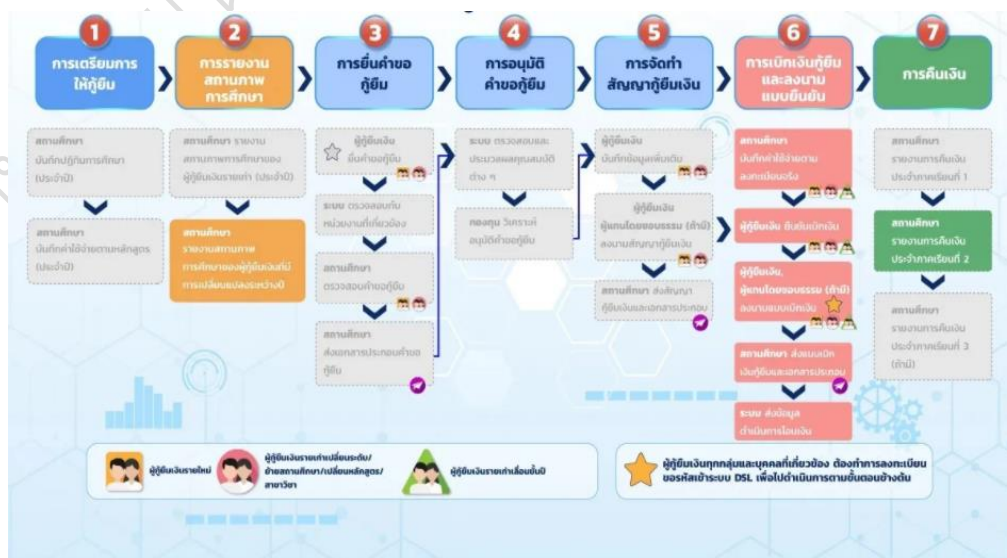 1
การเตรียมการ
ให้กู้ยืม
2
การรายงาน
สถานภาพ
การศึกษา
3
การยื่นคำขอ
กู้ยืม
4
การอนุมัติ
คำขอกู้ยืม
5
การจัดทำ
สัญญากู้ยืมเงิน
6
การเบิกเงินกู้ยืม
และลงนาม
แบบยืนยัน
7
การคืนเงิน
สถานศึกษา
บันทึกปฏิทินการศึกษา
(ประจำปี)
สถานศึกษา
บันทึกค่าใช้จ่ายตามหลักสูตร
(ประจำปี)
สถานศึกษา รายงาน
สถานภาพการศึกษาของ
ผู้กู้ยืมเงินรายเก่า (ประจำปี)
สถานศึกษา
รายงานสถานภาพ
การศึกษาของผู้กู้ยืมเงินที่มี
การเปลี่ยนแปลงระหว่างปี
ผู้กู้ยืมเงิน
ยื่นคำขอกู้ยืม
ระบบ ตรวจสอบกับ
หน่วยงานที่เกี่ยวข้อง
สถานศึกษา
ตรวจสอบคำขอกู้ยืม
สถานศึกษา
ส่งเอกสารประกอบคำขอ
กู้ยืม
ระบบ ตรวจสอบและ
ประมวลผลคุณสมบัติ
ต่าง ๆ
กองทุน วิเคราะห์
อนุมัติคำขอกู้ยืม
ผู้กู้ยืมเงิน
บันทึกข้อมูลเพิ่มเติม
ผู้กู้ยืมเงิน
ผู้แทนโดยชอบธรรม (ถ้ามี)
ลงนามสัญญากู้ยืมเงิน
สถานศึกษา ส่งสัญญา
กู้ยืมเงินและเอกสารประกอบ
สถานศึกษา
บันทึกค่าใช้จ่ายตาม
ลงทะเบียนจริง
ผู้กู้ยืมเงิน ยืนยันเบิกเงิน
ผู้กู้ยืมเงิน,
ผู้แทนโดยชอบธรรม (ถ้ามี)
ลงนามแบบเบิกเงิน
สถานศึกษา ส่งแบบเบิก
เงินกู้ยืมและเอกสารประกอบ
ระบบ ส่งข้อมูล
ดำเนินการโอนเงิน
สถานศึกษา
รายงานการคืนเงิน
ประจำภาคเรียนที่ 1
สถานศึกษา
รายงานการคืนเงิน
ประจำภาคเรียนที่ 2
สถานศึกษา
รายงานการคืนเงิน
ประจำภาคเรียนที่ 3
(ถ้ามี)
ผู้กู้ยืมเงินรายใหม่
ผู้กู้ยืมเงินรายเก่าเปลี่ยนระดับ/
ย้ายสถานศึกษา/เปลี่ยนหลักสูตร/
สาขาวิชา
ผู้กู้ยืมเงินรายเก่าเลื่อนชั้นปี
ผู้กู้ยืมเงินทุกกลุ่มและบุคคลที่เกี่ยวข้อง ต้องทำการลงทะเบียน
ขอรหัสเข้าระบบ DSL เพื่อไปดำเนินการตามขั้นตอนข้างต้น